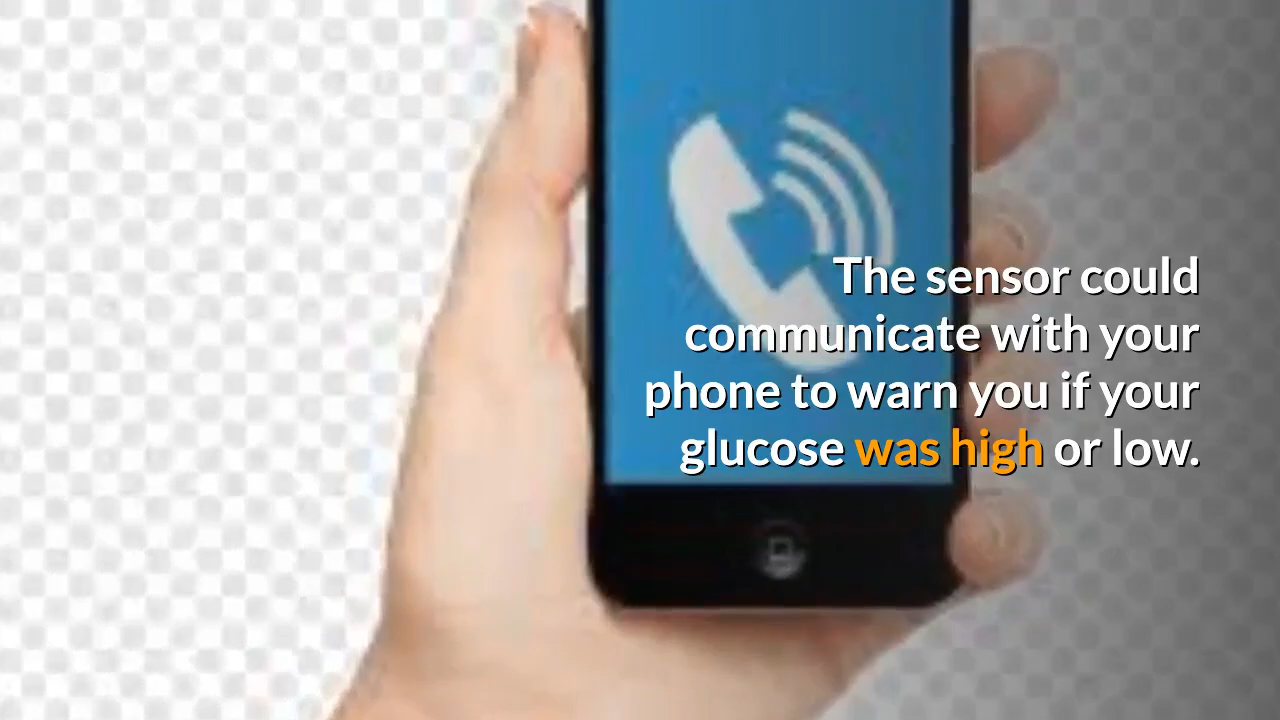 The sensor could
communicate with your
phone to warn you if your
glucose was high or low.